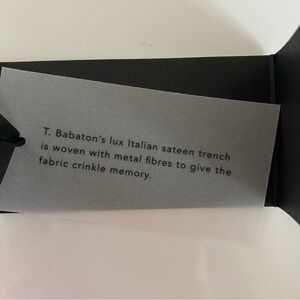 T. Babaton's lux Italian sateen trench
is woven with metal fibres to give the
fabric crinkle memory.